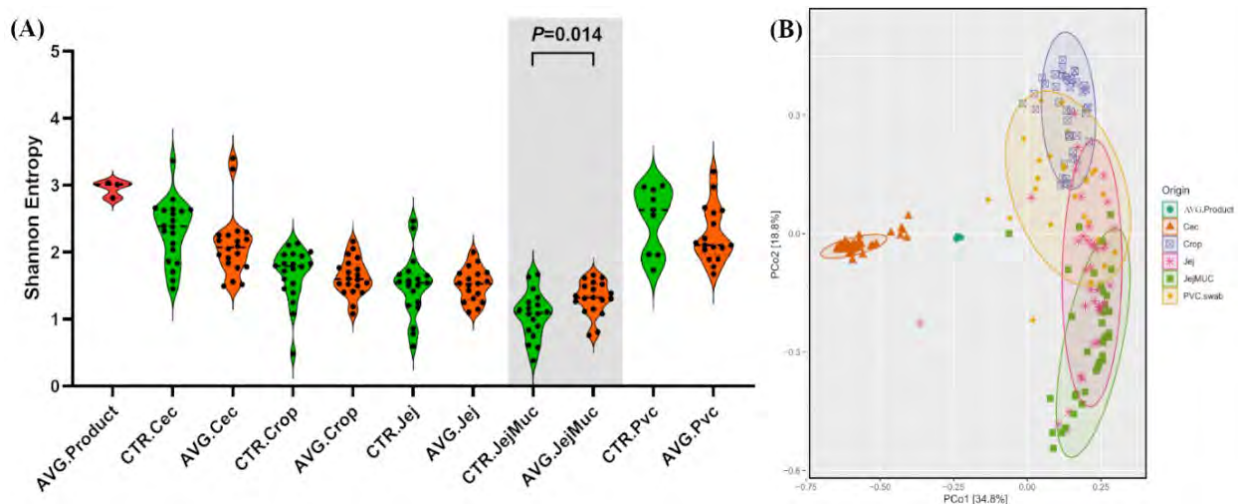 (A)
P=0.014
Shannon Entropy
5
4
3
2
1
0
AVG.Product
CTR.Cec
AVG.Cec
CTR.Crop
AVG.Crop
CTR.Jej
AVG.Jej
CTR.JejMuc
AVG.JejMuc
CTR.Pvc
AVG.Pvc
(B)
PCo2 [18.8%]
0.3
0.0
-0.3
-0.6
-0.75
-0.50
-0.25
0.00
0.25
PCo1 [34.8%]
Origin
AVG.Product
Cec
Crop
Jej
JejMUC
PVC.swab